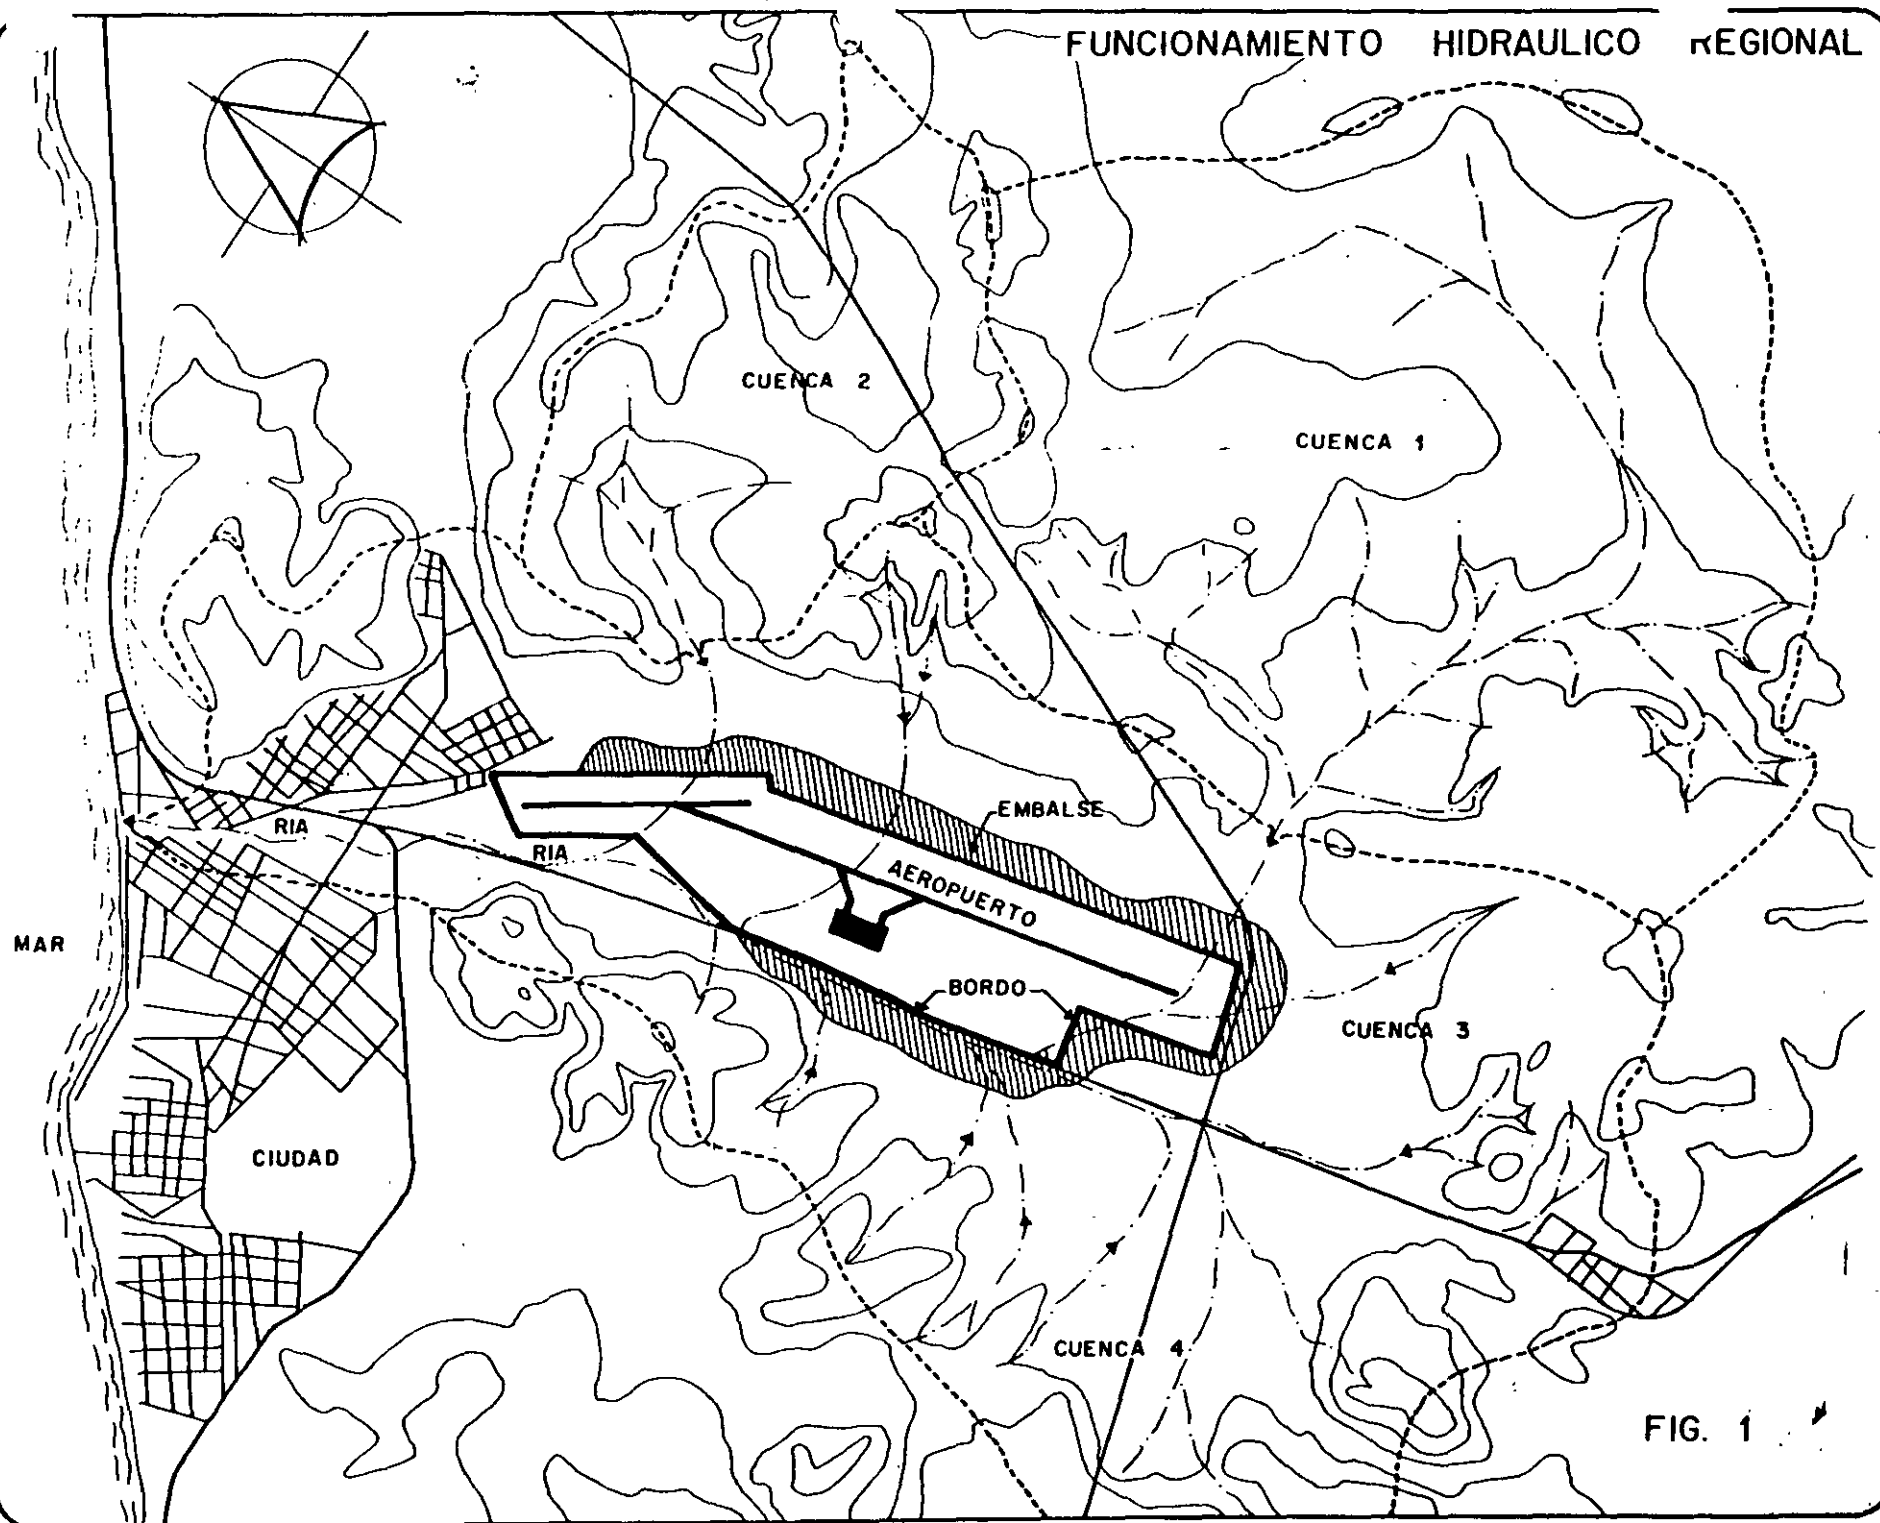 FUNCIONAMIENTO HIDRAULICO REGIONAL
CUENCA 2
CUENCA 1
EMBALSE
RIA
RIA
AEROPUERTO
MAR
BORDO
CUENCA 3
CIUDAD
CUENCA 4
FIG. 1